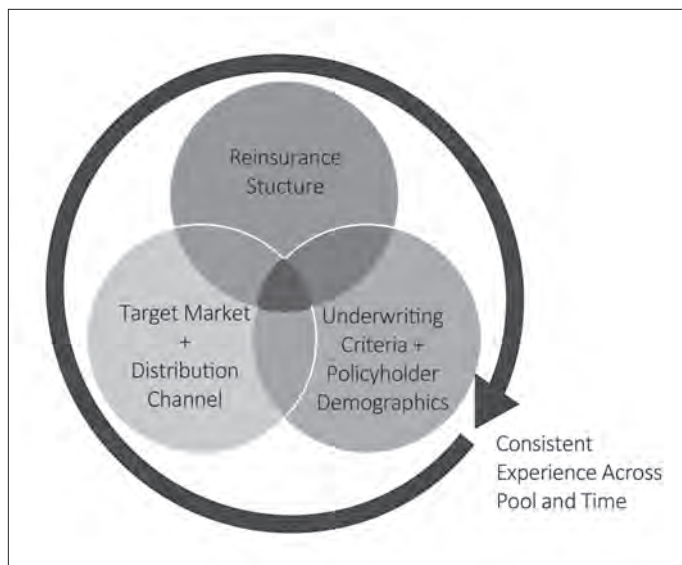 Reinsurance
Stucture
Target Market
+
Distribution
Channel
Underwriting
Criteria +
Policyholder
Demographics
Consistent
Experience Across
Pool and Time